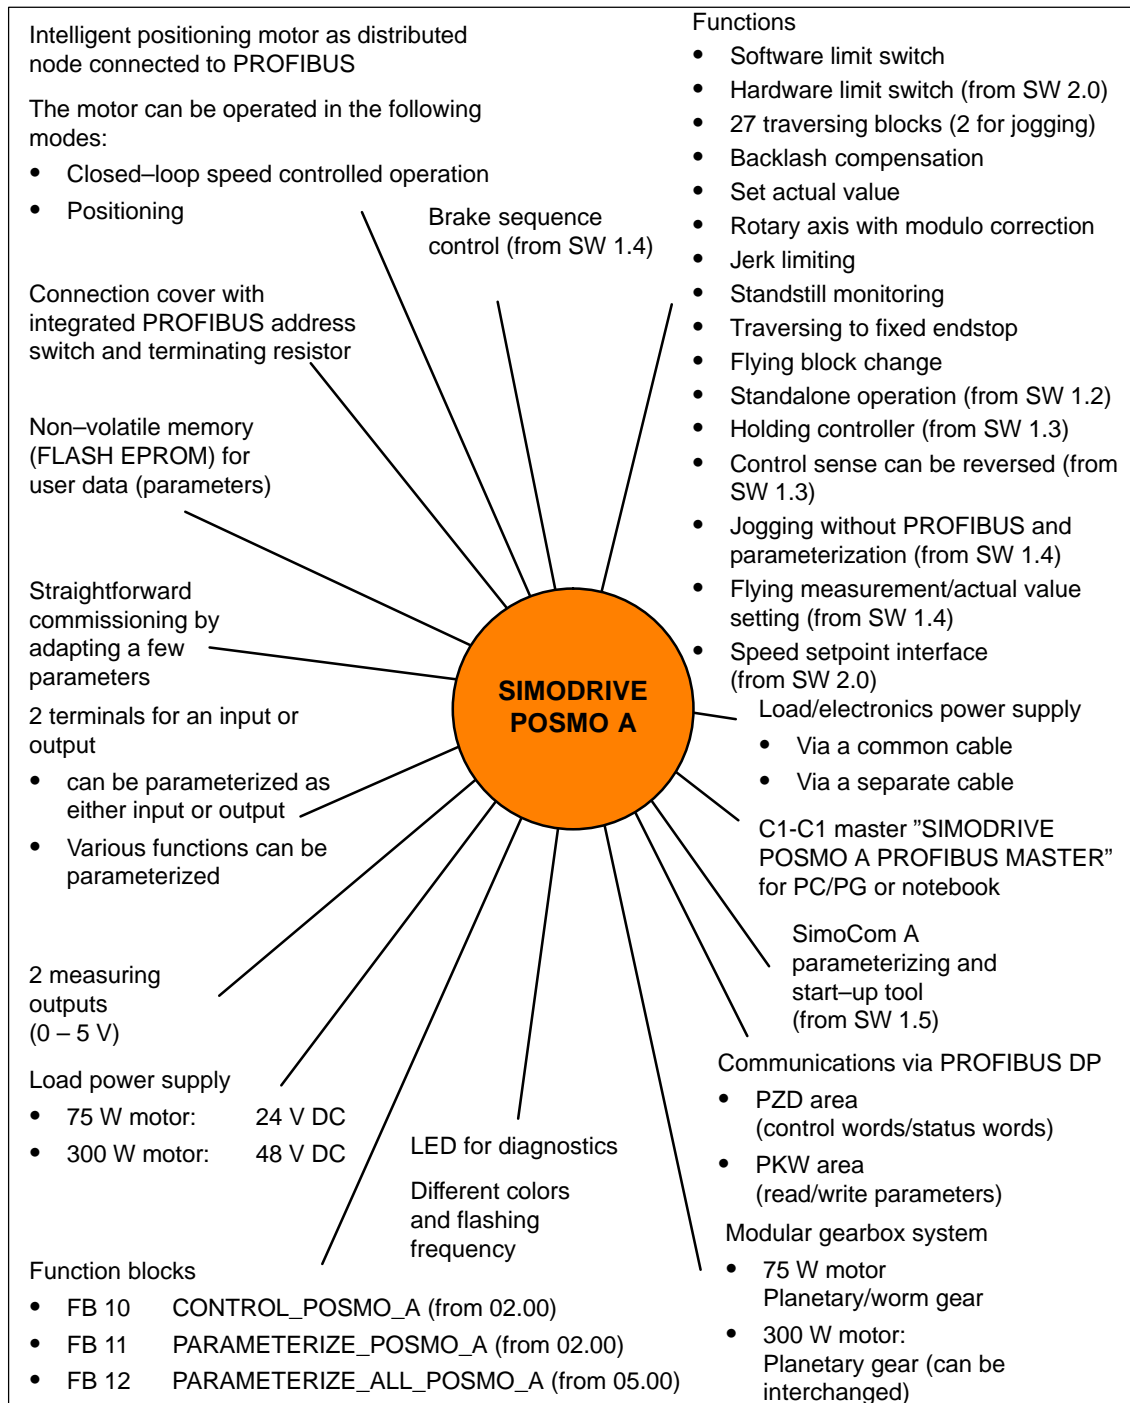 Intelligent positioning motor as distributed
node connected to PROFIBUS
The motor can be operated in the following
modes:
• Closed–loop speed controlled operation
• Positioning
Brake sequence
control (from SW 1.4)
Connection cover with
integrated PROFIBUS address
switch and terminating resistor
Non–volatile memory
(FLASH EPROM) for
user data (parameters)
Straightforward
commissioning by
adapting a few
parameters
2 terminals for an input or
output
• can be parameterized as
either input or output
• Various functions can be
parameterized
2 measuring
outputs
(0 – 5 V)
Load power supply
• 75 W motor: 24 V DC
• 300 W motor: 48 V DC
Function blocks
• FB 10 CONTROL_POSMO_A (from 02.00)
• FB 11 PARAMETERIZE_POSMO_A (from 02.00)
• FB 12 PARAMETERIZE_ALL_POSMO_A (from 05.00)
LED for diagnostics
Different colors
and flashing
frequency
SIMODRIVE
POSMO A
Functions
• Software limit switch
• Hardware limit switch (from SW 2.0)
• 27 traversing blocks (2 for jogging)
• Backlash compensation
• Set actual value
• Rotary axis with modulo correction
• Jerk limiting
• Standstill monitoring
• Traversing to fixed endstop
• Flying block change
• Standalone operation (from SW 1.2)
• Holding controller (from SW 1.3)
• Control sense can be reversed (from
SW 1.3)
• Jogging without PROFIBUS and
parameterization (from SW 1.4)
• Flying measurement/actual value
setting (from SW 1.4)
• Speed setpoint interface
(from SW 2.0)
Load/electronics power supply
• Via a common cable
• Via a separate cable
C1-C1 master ”SIMODRIVE
POSMO A PROFIBUS MASTER”
for PC/PG or notebook
SimoCom A
parameterizing and
start–up tool
(from SW 1.5)
Communications via PROFIBUS DP
• PZD area
(control words/status words)
• PKW area
(read/write parameters)
Modular gearbox system
• 75 W motor
Planetary/worm gear
• 300 W motor:
Planetary gear (can be
interchanged)